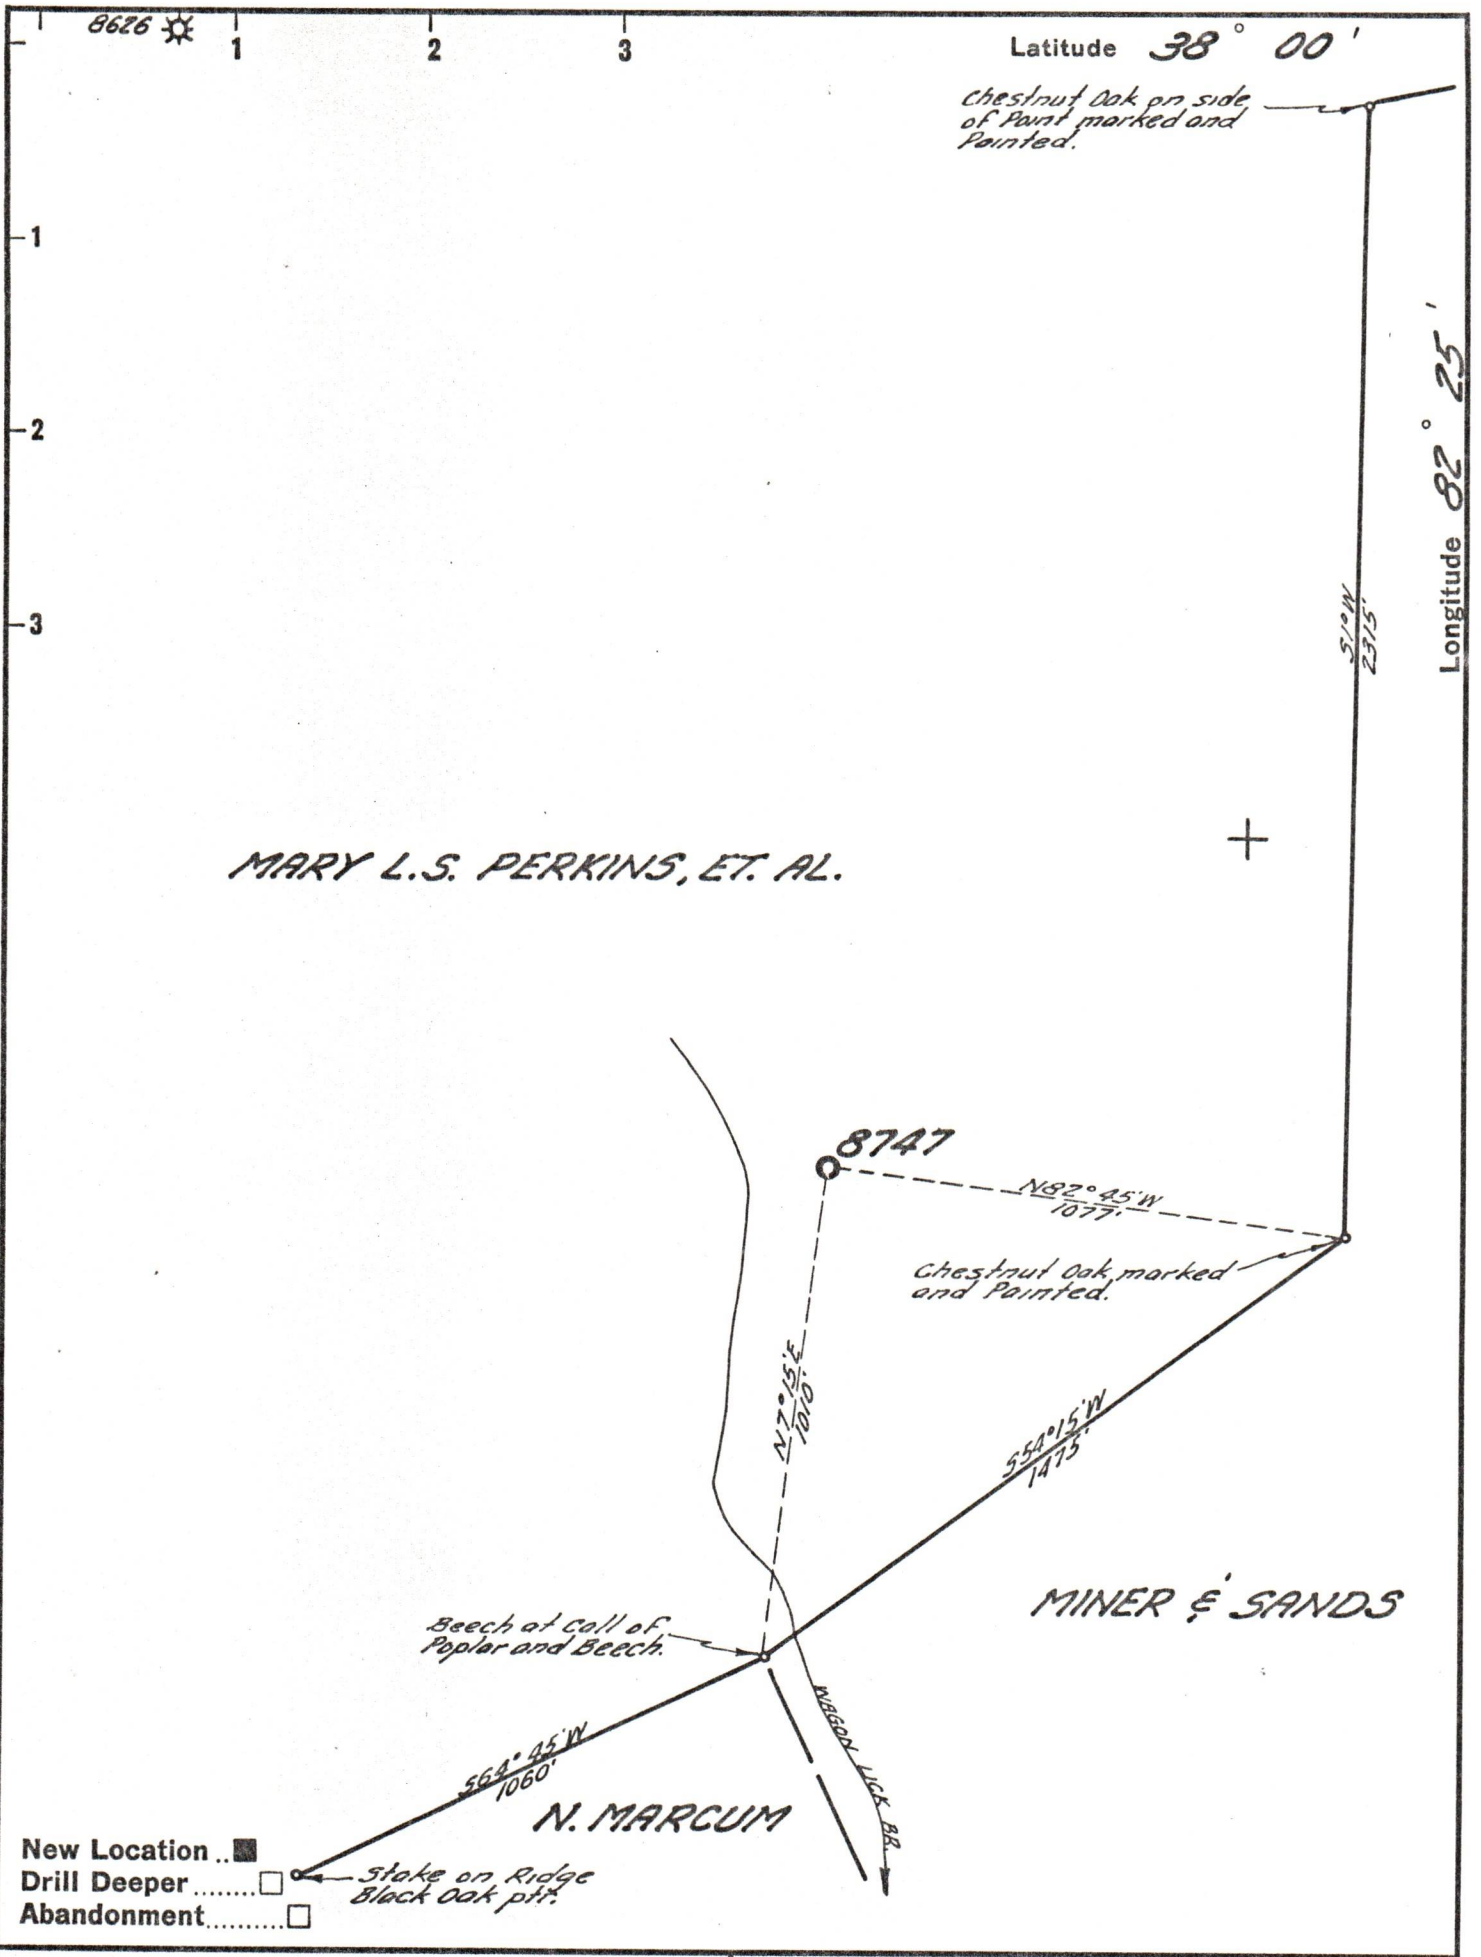 8626
1 2 3
Latitude 38° 00'
Chestnut Oak on side
of Point marked and
Painted.
1
2
3
Longitude 82° 25'
S1°W
2315'
MARY L.S. PERKINS, ET. AL.
8747
N82°45'W
1077'
Chestnut Oak marked
and Painted.
N7°15'E
1010'
S54°15'W
1475'
MINER & SANDS
Beech at Call of
Poplar and Beech.
WAGON LICK BR.
S64°45'W
1060'
N. MARCUM
New Location ..
Drill Deeper ........
Abandonment..........
Stake on Ridge
Black Oak ptr.